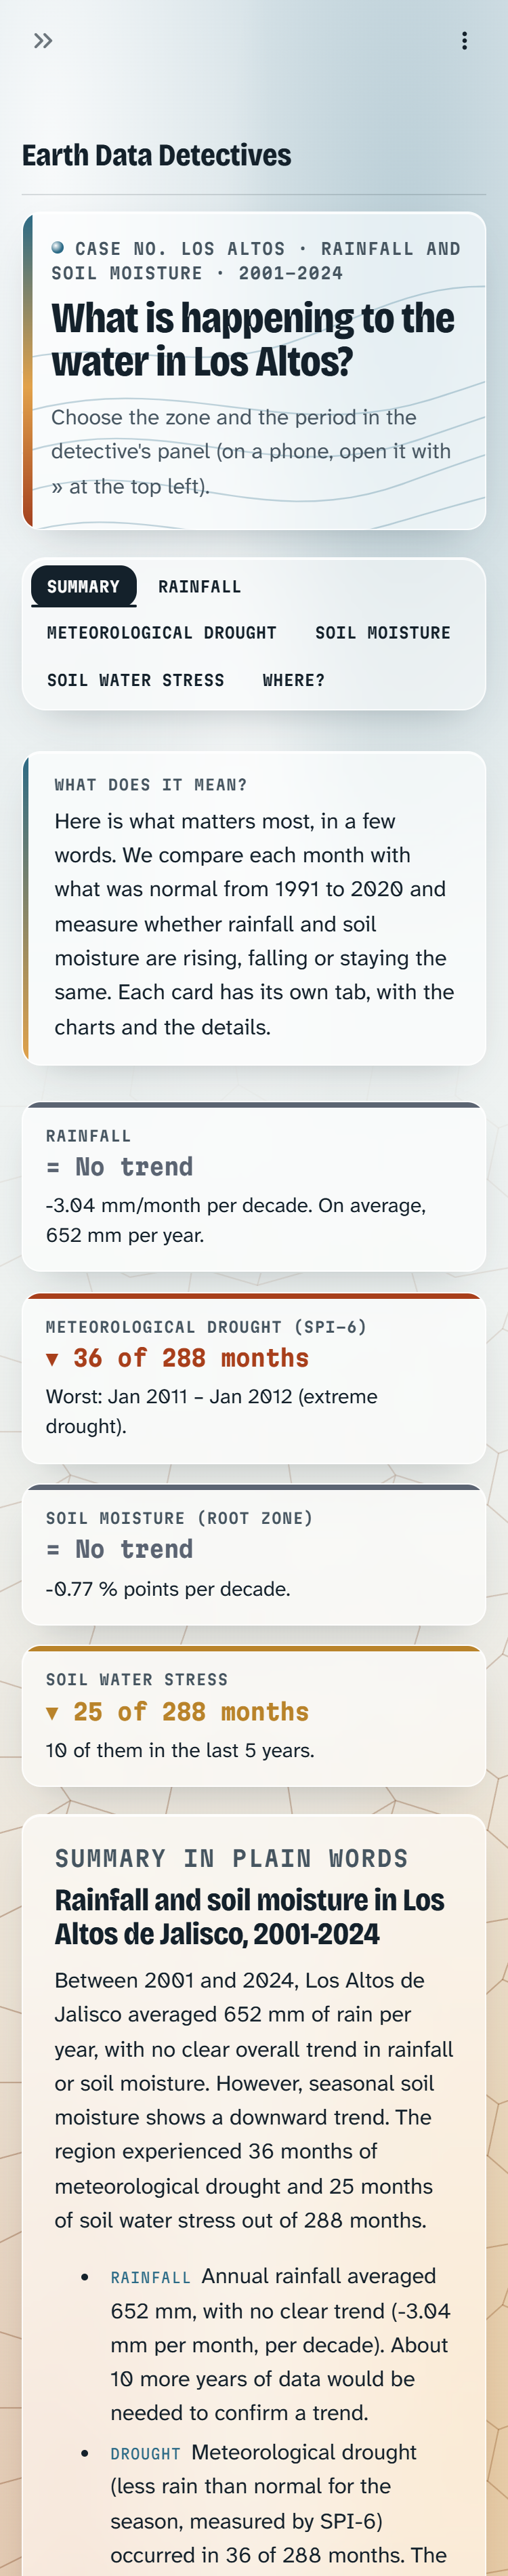 »
Earth Data Detectives
CASE NO. LOS ALTOS · RAINFALL AND
SOIL MOISTURE · 2001–2024
What is happening to the
water in Los Altos?
Choose the zone and the period in the
detective's panel (on a phone, open it with
» at the top left).
SUMMARY RAINFALL
METEOROLOGICAL DROUGHT SOIL MOISTURE
SOIL WATER STRESS WHERE?
WHAT DOES IT MEAN?
Here is what matters most, in a few
words. We compare each month with
what was normal from 1991 to 2020 and
measure whether rainfall and soil
moisture are rising, falling or staying the
same. Each card has its own tab, with the
charts and the details.
RAINFALL
= No trend
-3.04 mm/month per decade. On average,
652 mm per year.
METEOROLOGICAL DROUGHT (SPI-6)
▼ 36 of 288 months
Worst: Jan 2011 – Jan 2012 (extreme
drought).
SOIL MOISTURE (ROOT ZONE)
= No trend
-0.77 % points per decade.
SOIL WATER STRESS
▼ 25 of 288 months
10 of them in the last 5 years.
SUMMARY IN PLAIN WORDS
Rainfall and soil moisture in Los
Altos de Jalisco, 2001-2024
Between 2001 and 2024, Los Altos de
Jalisco averaged 652 mm of rain per
year, with no clear overall trend in rainfall
or soil moisture. However, seasonal soil
moisture shows a downward trend. The
region experienced 36 months of
meteorological drought and 25 months
of soil water stress out of 288 months.
• RAINFALL Annual rainfall averaged
652 mm, with no clear trend (-3.04
mm per month, per decade). About
10 more years of data would be
needed to confirm a trend.
• DROUGHT Meteorological drought
(less rain than normal for the
season, measured by SPI-6)
occurred in 36 of 288 months. The